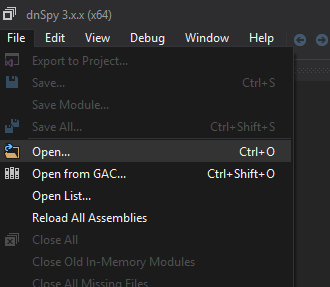 dnSpy 3.x.x (x64)
File Edit View Debug Window Help
Export to Project...
Save... Ctrl+S
Save Module...
Save All... Ctrl+Shift+S
Open... Ctrl+O
Open from GAC... Ctrl+Shift+O
Open List...
Reload All Assemblies
Close All
Close Old In-Memory Modules
Close All Missing Files